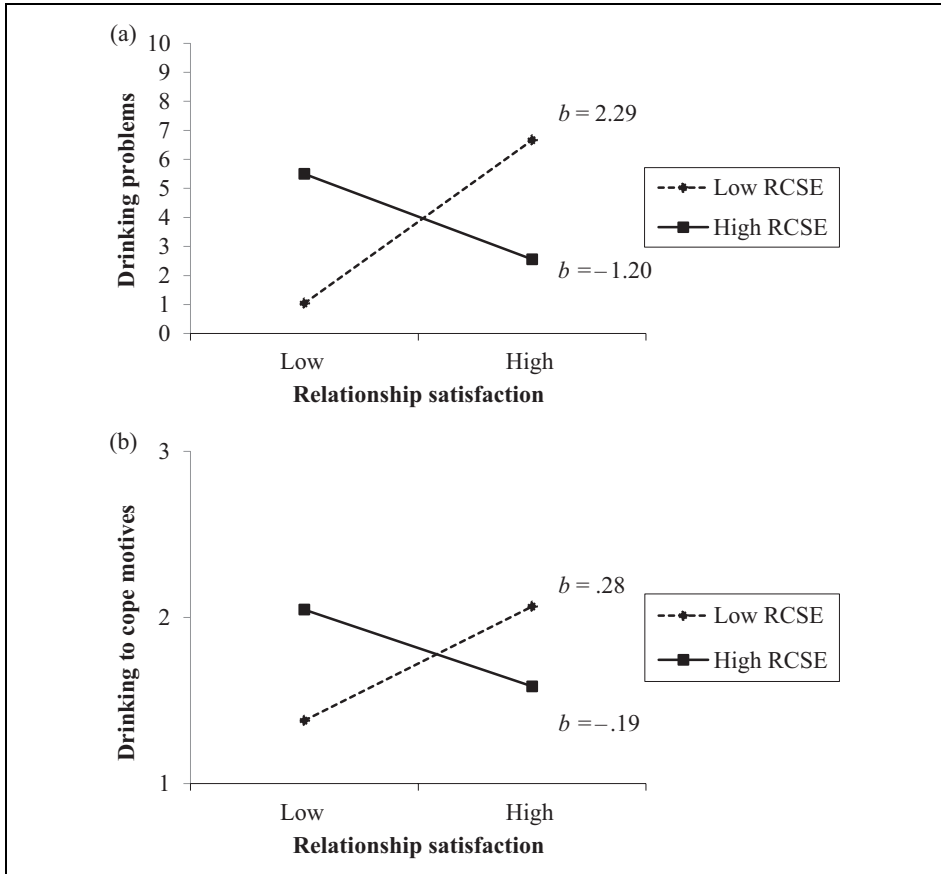 (a)
10
9
8
7
6
5
4
3
2
1
0
Drinking problems
b = 2.29
b = – 1.20
Low RCSE
High RCSE
Low High
Relationship satisfaction
(b)
3
2
1
Drinking to cope motives
b = .28
b = – .19
Low RCSE
High RCSE
Low High
Relationship satisfaction